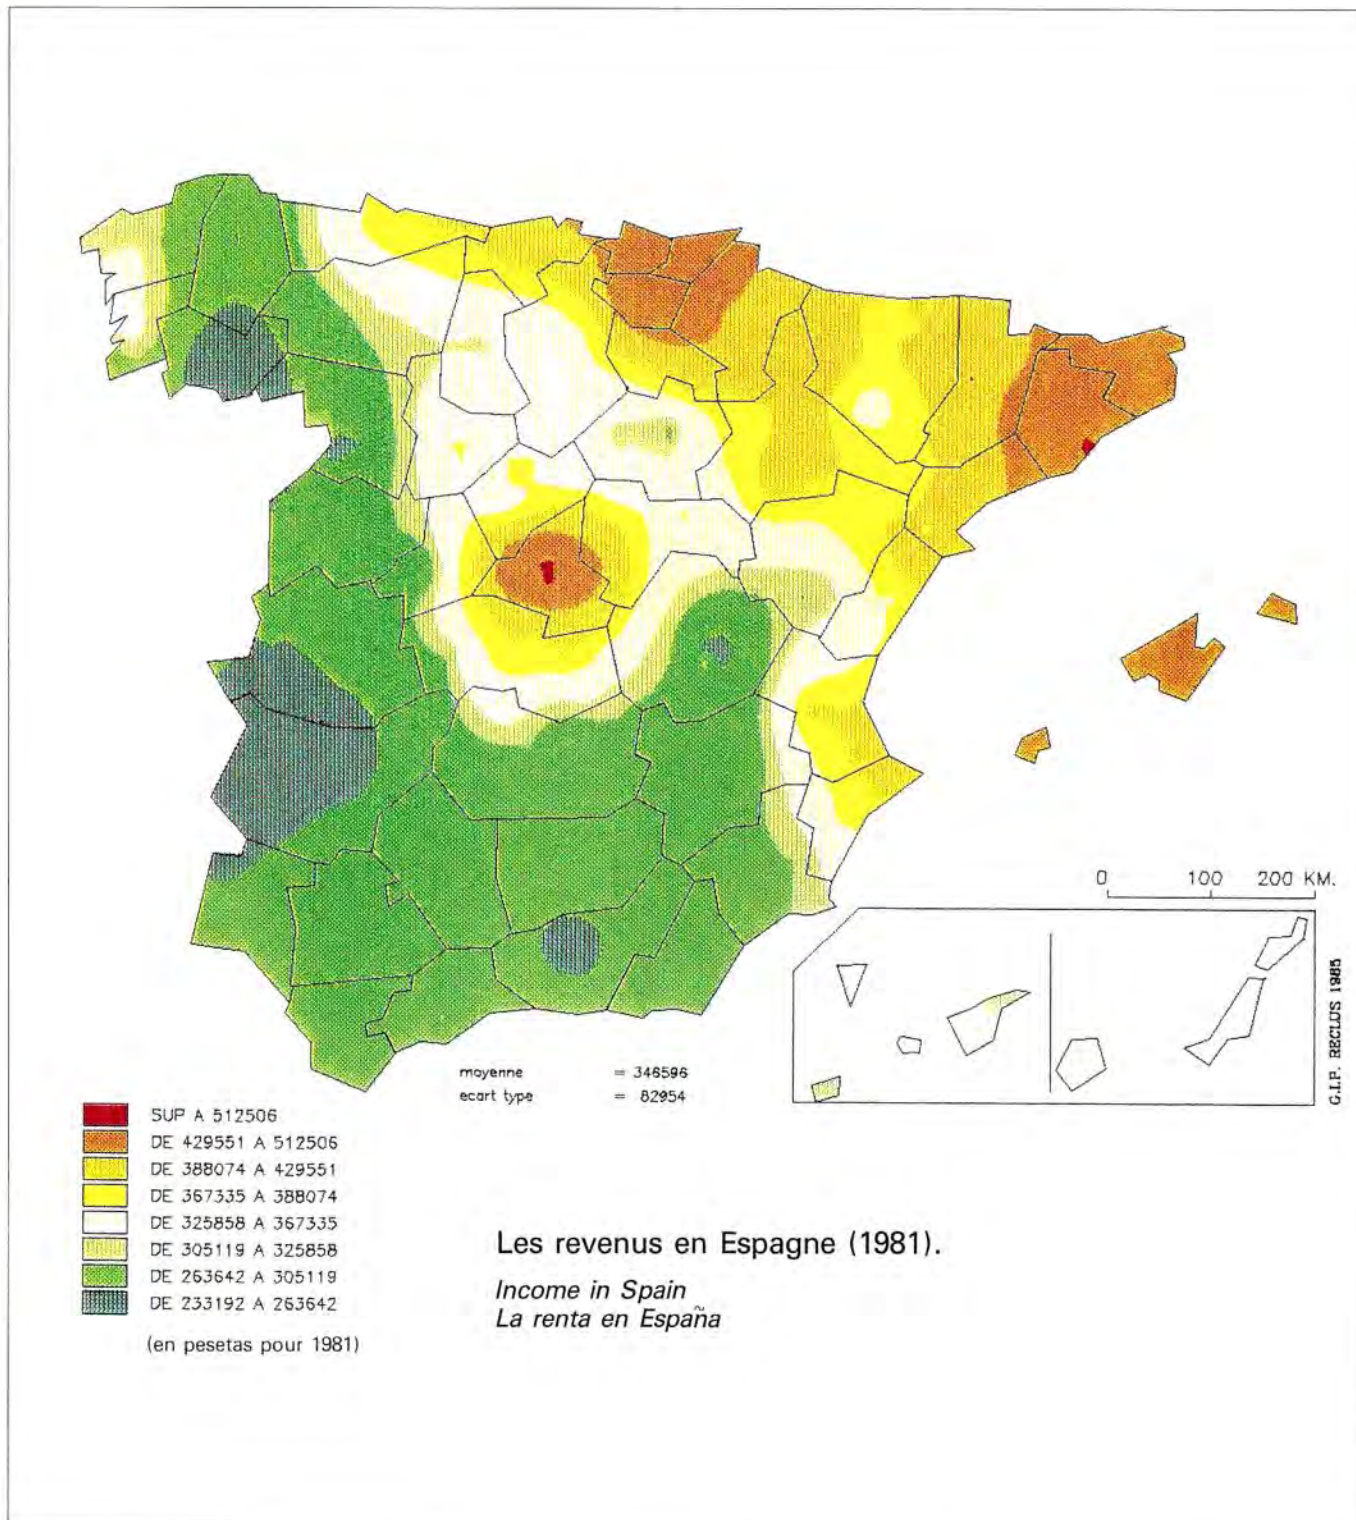 0 100 200 KM.
G.I.P. RECLUS 1985
moyenne = 346596
ecart type = 82954
SUP A 512506
DE 429551 A 512506
DE 388074 A 429551
DE 367335 A 388074
DE 325858 A 367335
DE 305119 A 325858
DE 263642 A 305119
DE 233192 A 263642
(en pesetas pour 1981)
Les revenus en Espagne (1981).
Income in Spain
La renta en España